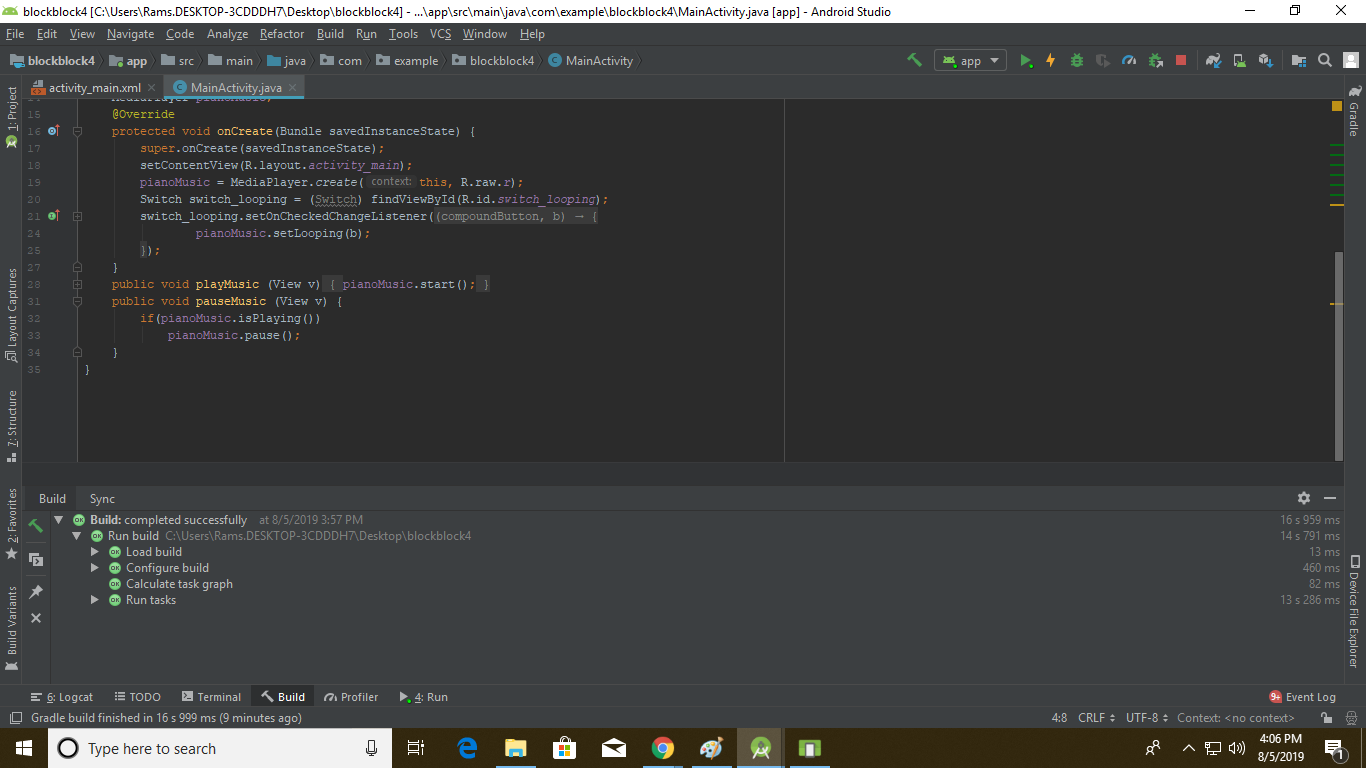 blockblock4 [C:\Users\Rams.DESKTOP-3CDDDH7\Desktop\blockblock4] - ...\app\src\main\java\com\example\blockblock4\MainActivity.java [app] - Android Studio
File Edit View Navigate Code Analyze Refactor Build Run Tools VCS Window Help
blockblock4 app src main java com example blockblock4 MainActivity app
activity_main.xml MainActivity.java
14 MediaPlayer pianoMusic;
15 @Override
16 protected void onCreate(Bundle savedInstanceState) {
17 super.onCreate(savedInstanceState);
18 setContentView(R.layout.activity_main);
19 pianoMusic = MediaPlayer.create( context: this, R.raw.r);
20 Switch switch_looping = (Switch) findViewById(R.id.switch_looping);
21 switch_looping.setOnCheckedChangeListener((compoundButton, b) → {
24 pianoMusic.setLooping(b);
25 });
27 }
28 public void playMusic (View v) { pianoMusic.start(); }
31 public void pauseMusic (View v) {
32 if(pianoMusic.isPlaying())
33 pianoMusic.pause();
34 }
35 }
1: Project
Layout Captures
7: Structure
2: Favorites
Build Variants
Gradle
Device File Explorer
Build Sync
Build: completed successfully at 8/5/2019 3:57 PM 16 s 959 ms
Run build C:\Users\Rams.DESKTOP-3CDDDH7\Desktop\blockblock4 14 s 791 ms
Load build 13 ms
Configure build 460 ms
Calculate task graph 82 ms
Run tasks 13 s 286 ms
6: Logcat TODO Terminal Build Profiler 4: Run 9+ Event Log
Gradle build finished in 16 s 999 ms (9 minutes ago) 4:8 CRLF UTF-8 Context: <no context>
Type here to search 4:06 PM
8/5/2019 1